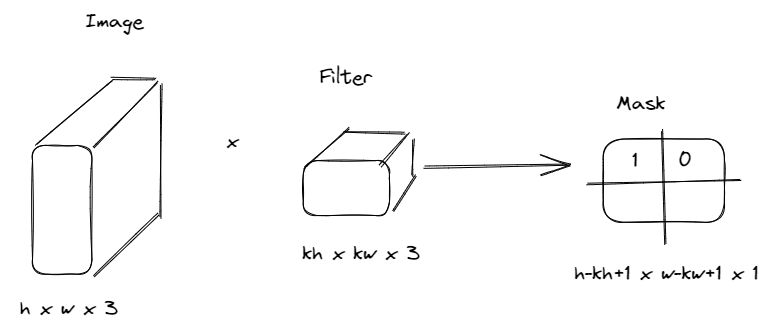 Image
Filter
Mask
x
1 0
kh x kw x 3
h-kh+1 x w-kw+1 x 1
h x w x 3